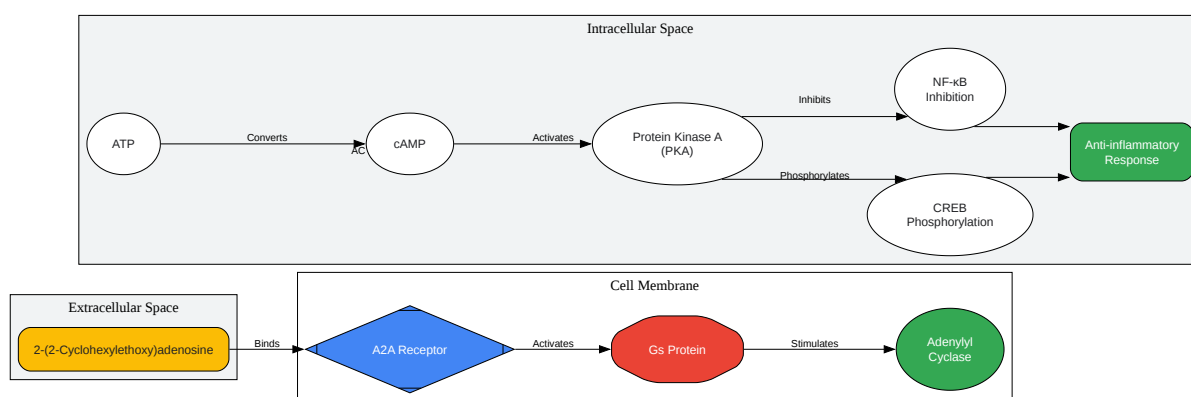 Intracellular Space
ATP
Converts
AC
cAMP
Activates
Protein Kinase A
(PKA)
Inhibits
Phosphorylates
NF-κB
Inhibition
CREB
Phosphorylation
Anti-inflammatory
Response
Extracellular Space
2-(2-Cyclohexylethoxy)adenosine
Binds
Cell Membrane
A2A Receptor
Activates
Gs Protein
Stimulates
Adenylyl
Cyclase